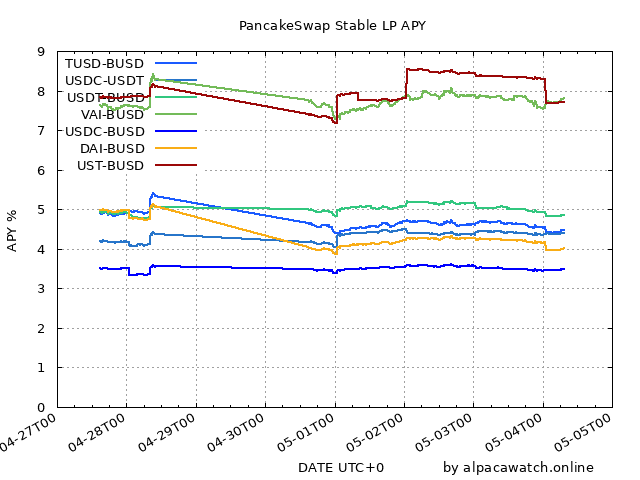 PancakeSwap Stable LP APY
9
8
7
6
5
4
3
2
1
0
APY %
TUSD-BUSD
USDC-USDT
USDT-BUSD
VAI-BUSD
USDC-BUSD
DAI-BUSD
UST-BUSD
04-27T00
04-28T00
04-29T00
04-30T00
05-01T00
05-02T00
05-03T00
05-04T00
05-05T00
DATE UTC+0
by alpacawatch.online